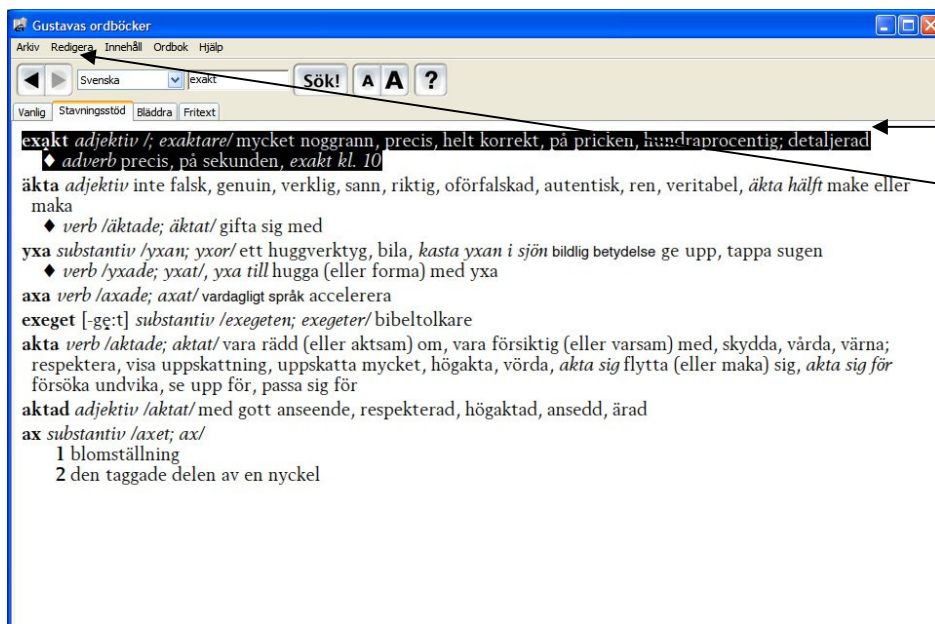 Gustavas ordböcker
Arkiv Redigera Innehåll Ordbok Hjälp
Svenska exakt Sök! A A ?
Vanlig Stavningsstöd Bläddra Fritext
exakt adjektiv /; exaktare/ mycket noggrann, precis, helt korrekt, på pricken, hundraprocentig; detaljerad
♦ adverb precis, på sekunden, exakt kl. 10
äkta adjektiv inte falsk, genuin, verklig, sann, riktig, oförfalskad, autentisk, ren, veritabel, äkta hälft make eller
maka
♦ verb /äktade; äktat/ gifta sig med
yxa substantiv /yxan; yxor/ ett huggverktyg, bila, kasta yxan i sjön bildlig betydelse ge upp, tappa sugen
♦ verb /yxade; yxat/, yxa till hugga (eller forma) med yxa
axa verb /axade; axat/ vardagligt språk accelerera
exeget [-ge̱:t] substantiv /exegeten; exegeter/ bibeltolkare
akta verb /aktade; aktat/ vara rädd (eller aktsam) om, vara försiktig (eller varsam) med, skydda, vårda, värna;
respektera, visa uppskattning, uppskatta mycket, högakta, vörda, akta sig flytta (eller maka) sig, akta sig för
försöka undvika, se upp för, passa sig för
aktad adjektiv /aktat/ med gott anseende, respekterad, högaktad, ansedd, ärad
ax substantiv /axet; ax/
1 blomställning
2 den taggade delen av en nyckel